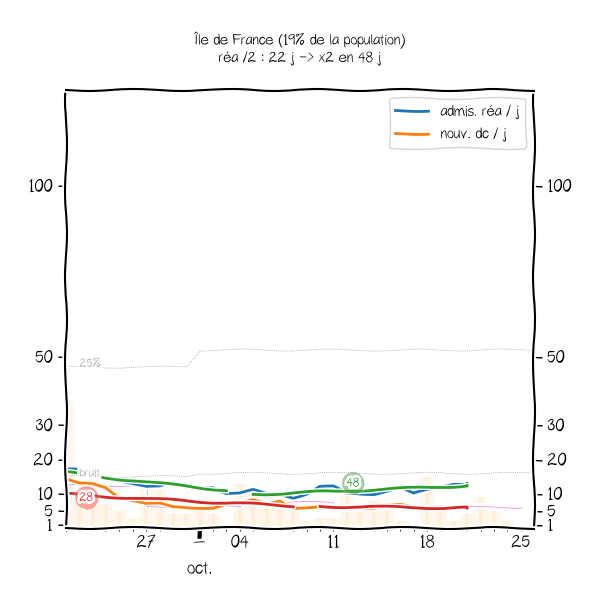 Île de France (19% de la population)
réa /2 : 22 j -> x2 en 48 j
admis. réa / j
nouv. dc / j
100 100
25%
50 50
30 30
20 20
bruit
48
28
10 10
5 5
1 1
27 04 11 18 25
oct.